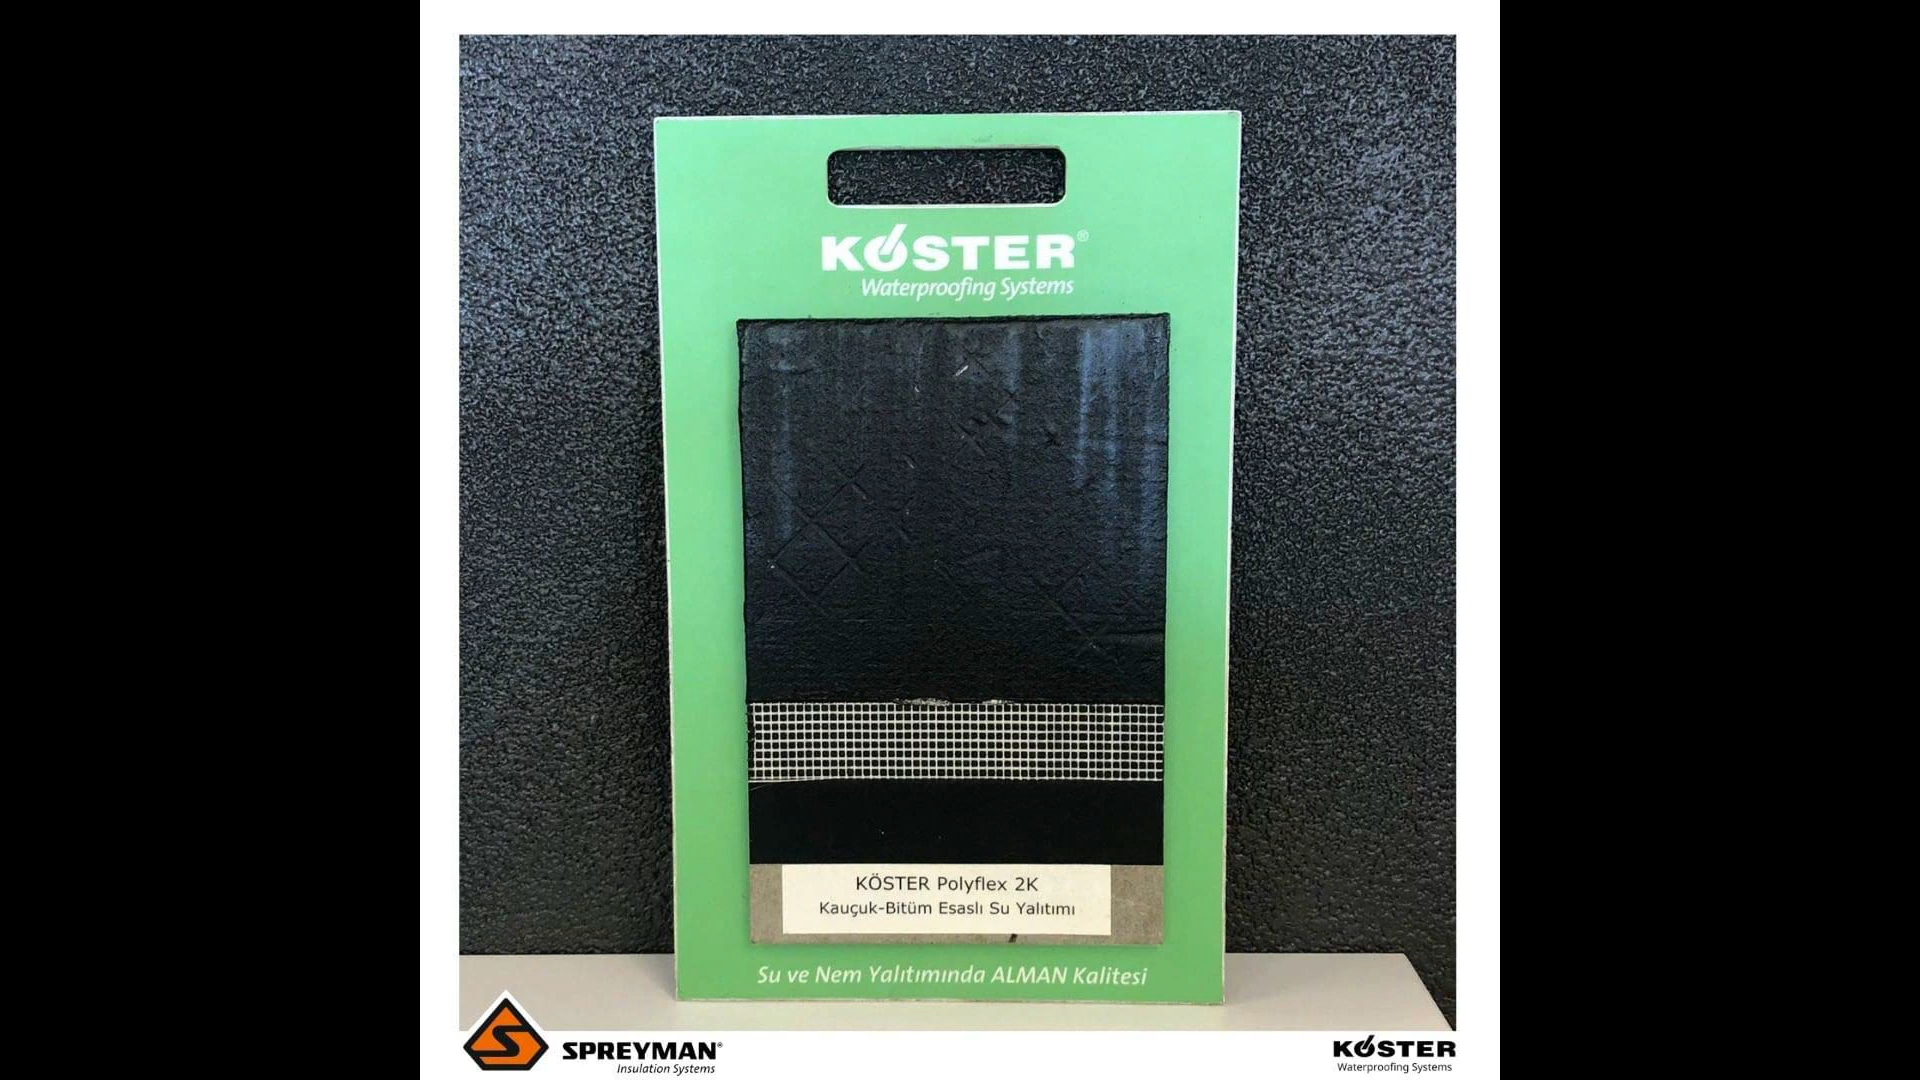 KÖSTER®
Waterproofing Systems
KÖSTER Polyflex 2K
Kauçuk-Bitüm Esaslı Su Yalıtımı
Su ve Nem Yalıtımında ALMAN Kalitesi
SPREYMAN®
Insulation Systems
KÖSTER
Waterproofing Systems